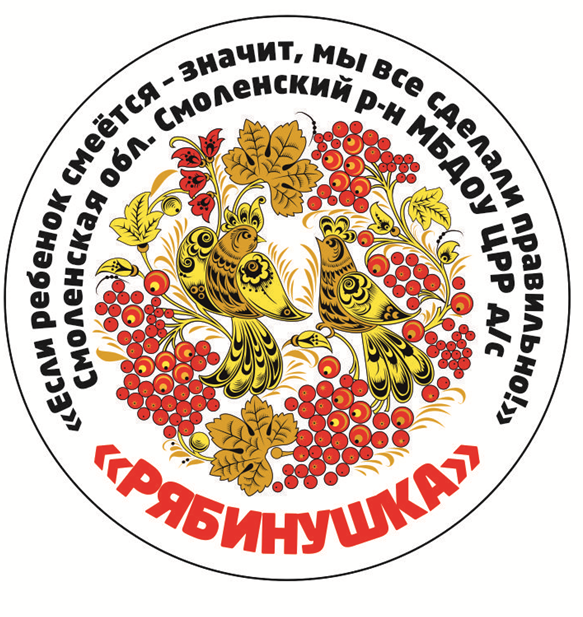 «Если ребенок смеётся - значит, мы все сделали правильно!»
Смоленская обл. Смоленский р-н МБДОУ ЦРР д/с
«РЯБИНУШКА»